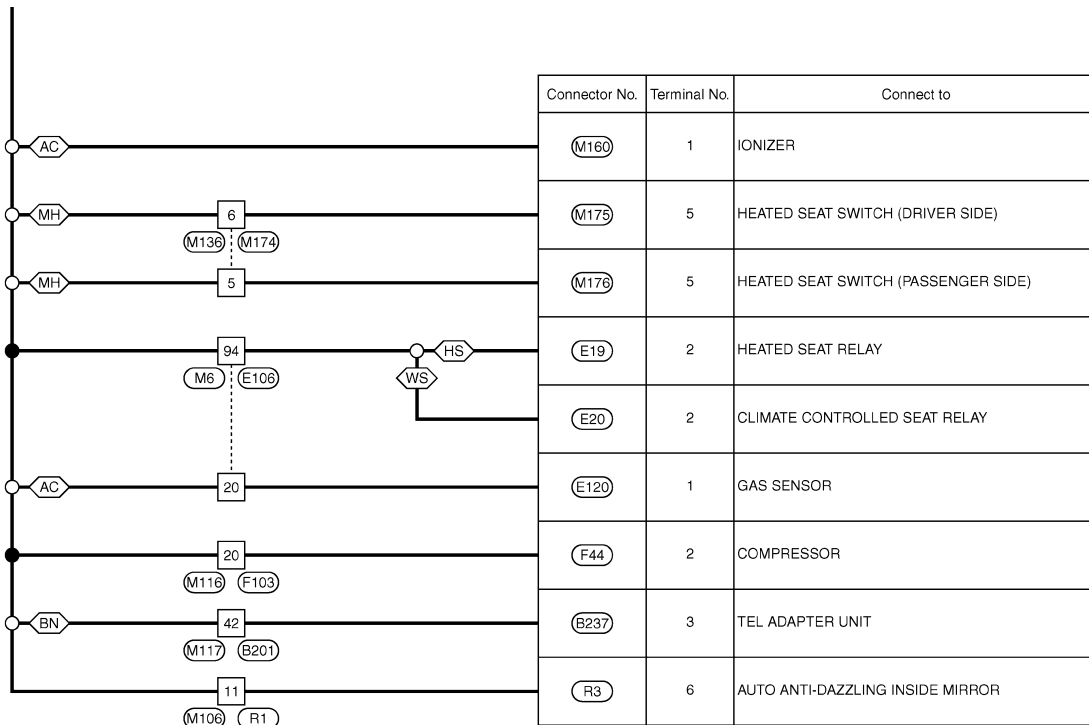 Connector No. Terminal No. Connect to
AC M160 1 IONIZER
MH 6 M175 5 HEATED SEAT SWITCH (DRIVER SIDE)
M136 M174
MH 5 M176 5 HEATED SEAT SWITCH (PASSENGER SIDE)
94 HS E19 2 HEATED SEAT RELAY
M6 E106 WS
E20 2 CLIMATE CONTROLLED SEAT RELAY
AC 20 E120 1 GAS SENSOR
20 F44 2 COMPRESSOR
M116 F103
BN 42 B237 3 TEL ADAPTER UNIT
M117 B201
11 R3 6 AUTO ANTI-DAZZLING INSIDE MIRROR
M106 R1